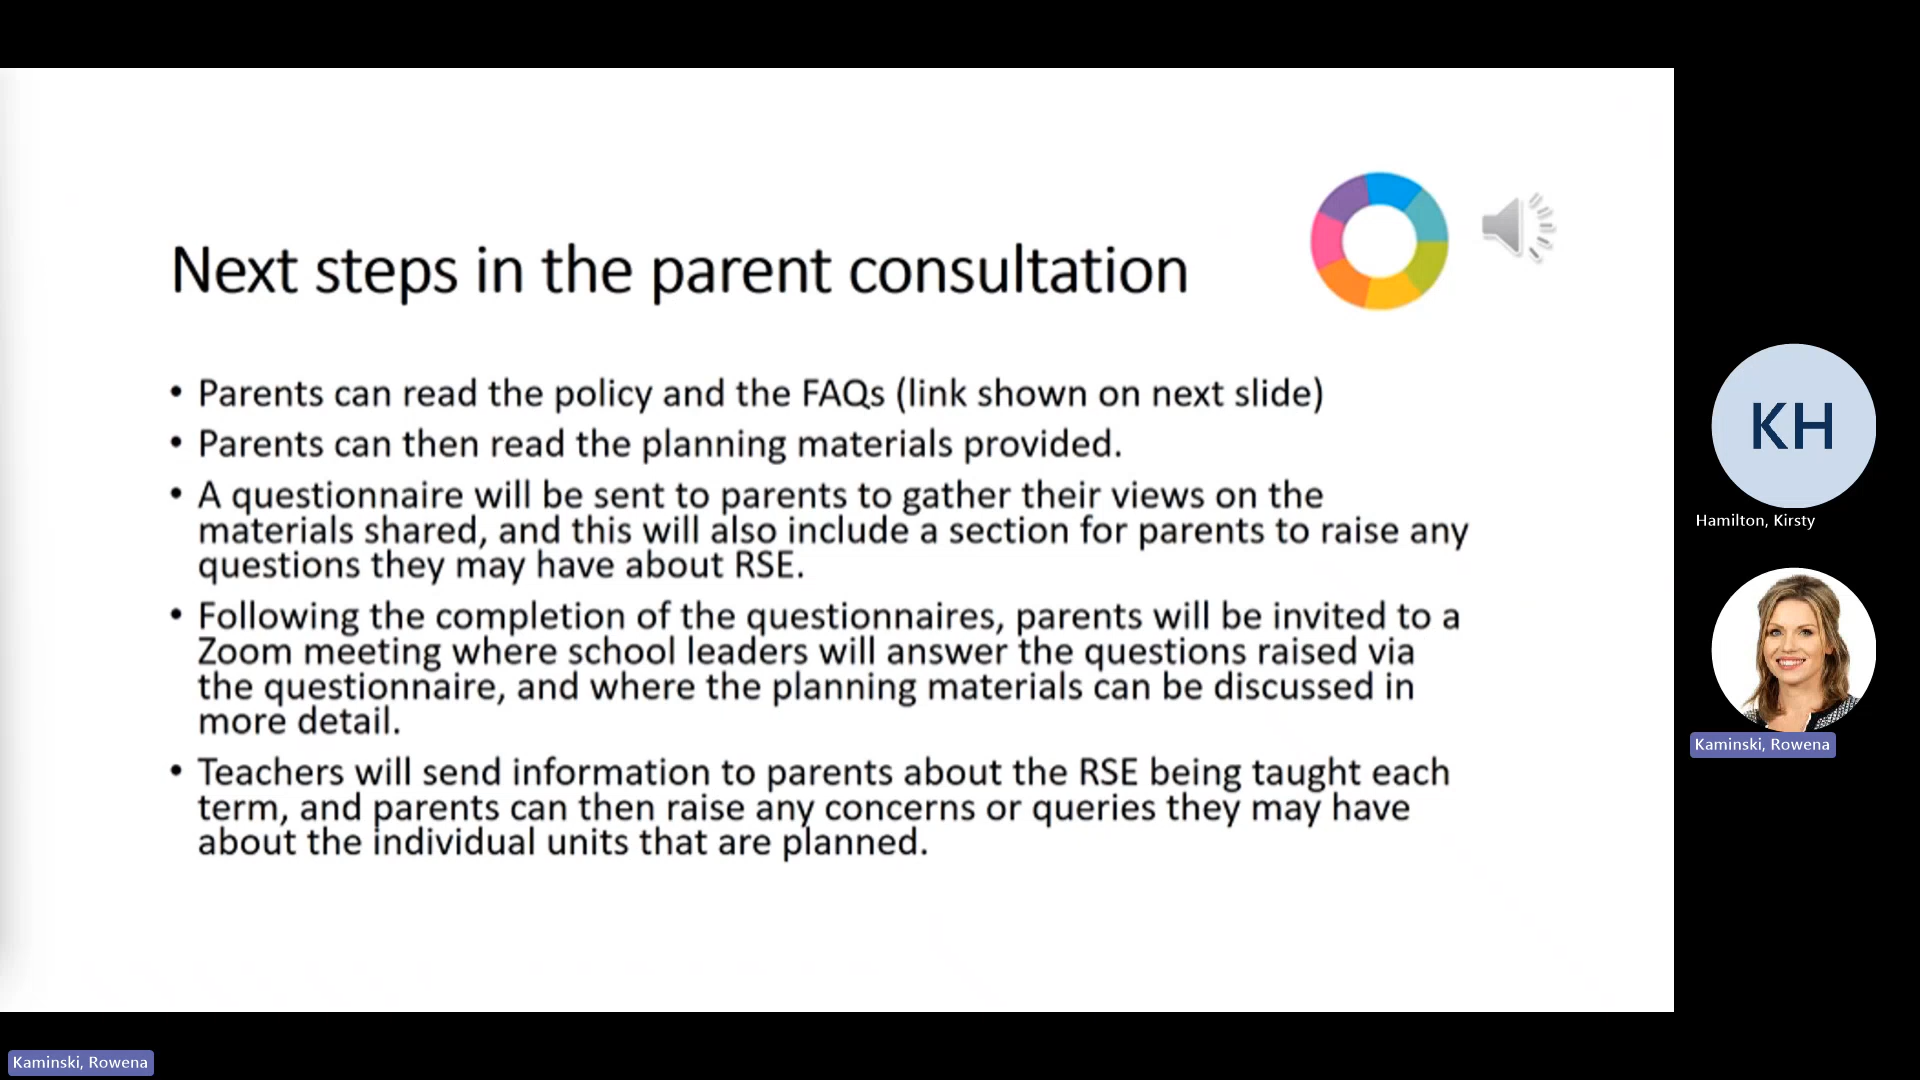 Next steps in the parent consultation
• Parents can read the policy and the FAQs (link shown on next slide)
• Parents can then read the planning materials provided.
• A questionnaire will be sent to parents to gather their views on the
materials shared, and this will also include a section for parents to raise any
questions they may have about RSE.
• Following the completion of the questionnaires, parents will be invited to a
Zoom meeting where school leaders will answer the questions raised via
the questionnaire, and where the planning materials can be discussed in
more detail.
• Teachers will send information to parents about the RSE being taught each
term, and parents can then raise any concerns or queries they may have
about the individual units that are planned.
KH
Hamilton, Kirsty
Kaminski, Rowena
Kaminski, Rowena